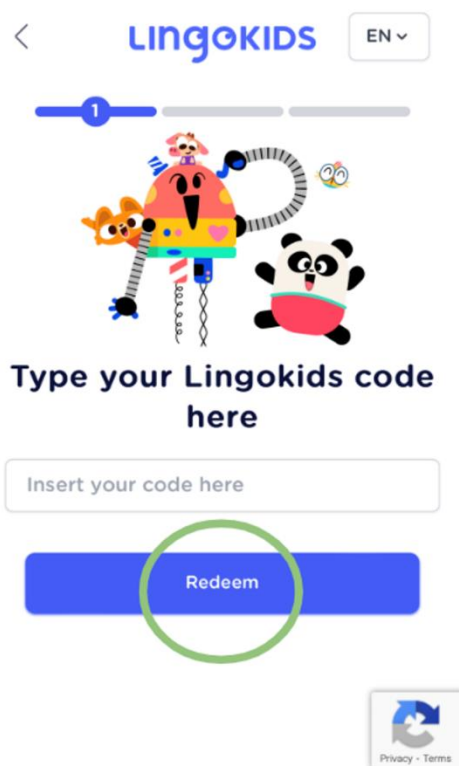 Lingokids
EN
1
Type your Lingokids code
here
Insert your code here
Redeem
Privacy - Terms